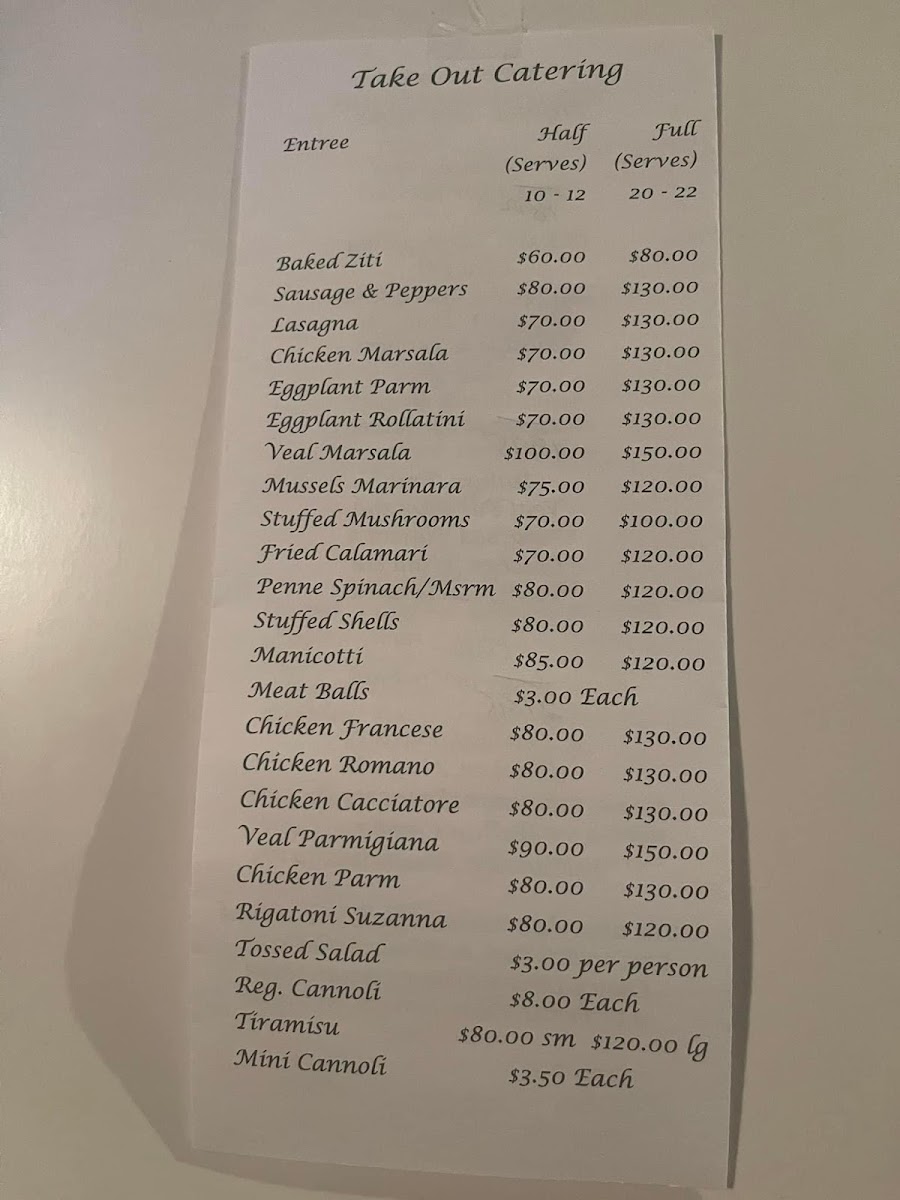 Take Out Catering
Entree Half Full
(Serves) (Serves)
10 - 12 20 - 22
Baked Ziti $60.00 $80.00
Sausage & Peppers $80.00 $130.00
Lasagna $70.00 $130.00
Chicken Marsala $70.00 $130.00
Eggplant Parm $70.00 $130.00
Eggplant Rollatini $70.00 $130.00
Veal Marsala $100.00 $150.00
Mussels Marinara $75.00 $120.00
Stuffed Mushrooms $70.00 $100.00
Fried Calamari $70.00 $120.00
Penne Spinach/Msrm $80.00 $120.00
Stuffed Shells $80.00 $120.00
Manicotti $85.00 $120.00
Meat Balls $3.00 Each
Chicken Francese $80.00 $130.00
Chicken Romano $80.00 $130.00
Chicken Cacciatore $80.00 $130.00
Veal Parmigiana $90.00 $150.00
Chicken Parm $80.00 $130.00
Rigatoni Suzanna $80.00 $120.00
Tossed Salad $3.00 per person
Reg. Cannoli $8.00 Each
Tiramisu $80.00 sm $120.00 lg
Mini Cannoli $3.50 Each